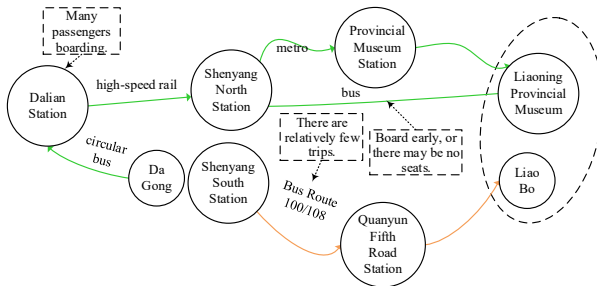 Many
passengers
boarding.
Dalian
Station
high-speed rail
Shenyang
North
Station
metro
Provincial
Museum
Station
bus
Liaoning
Provincial
Museum
circular
bus
Da
Gong
Shenyang
South
Station
There are
relatively few
trips.
Board early, or
there may be no
seats.
Bus Route
100/108
Quanyun
Fifth
Road
Station
Liao
Bo